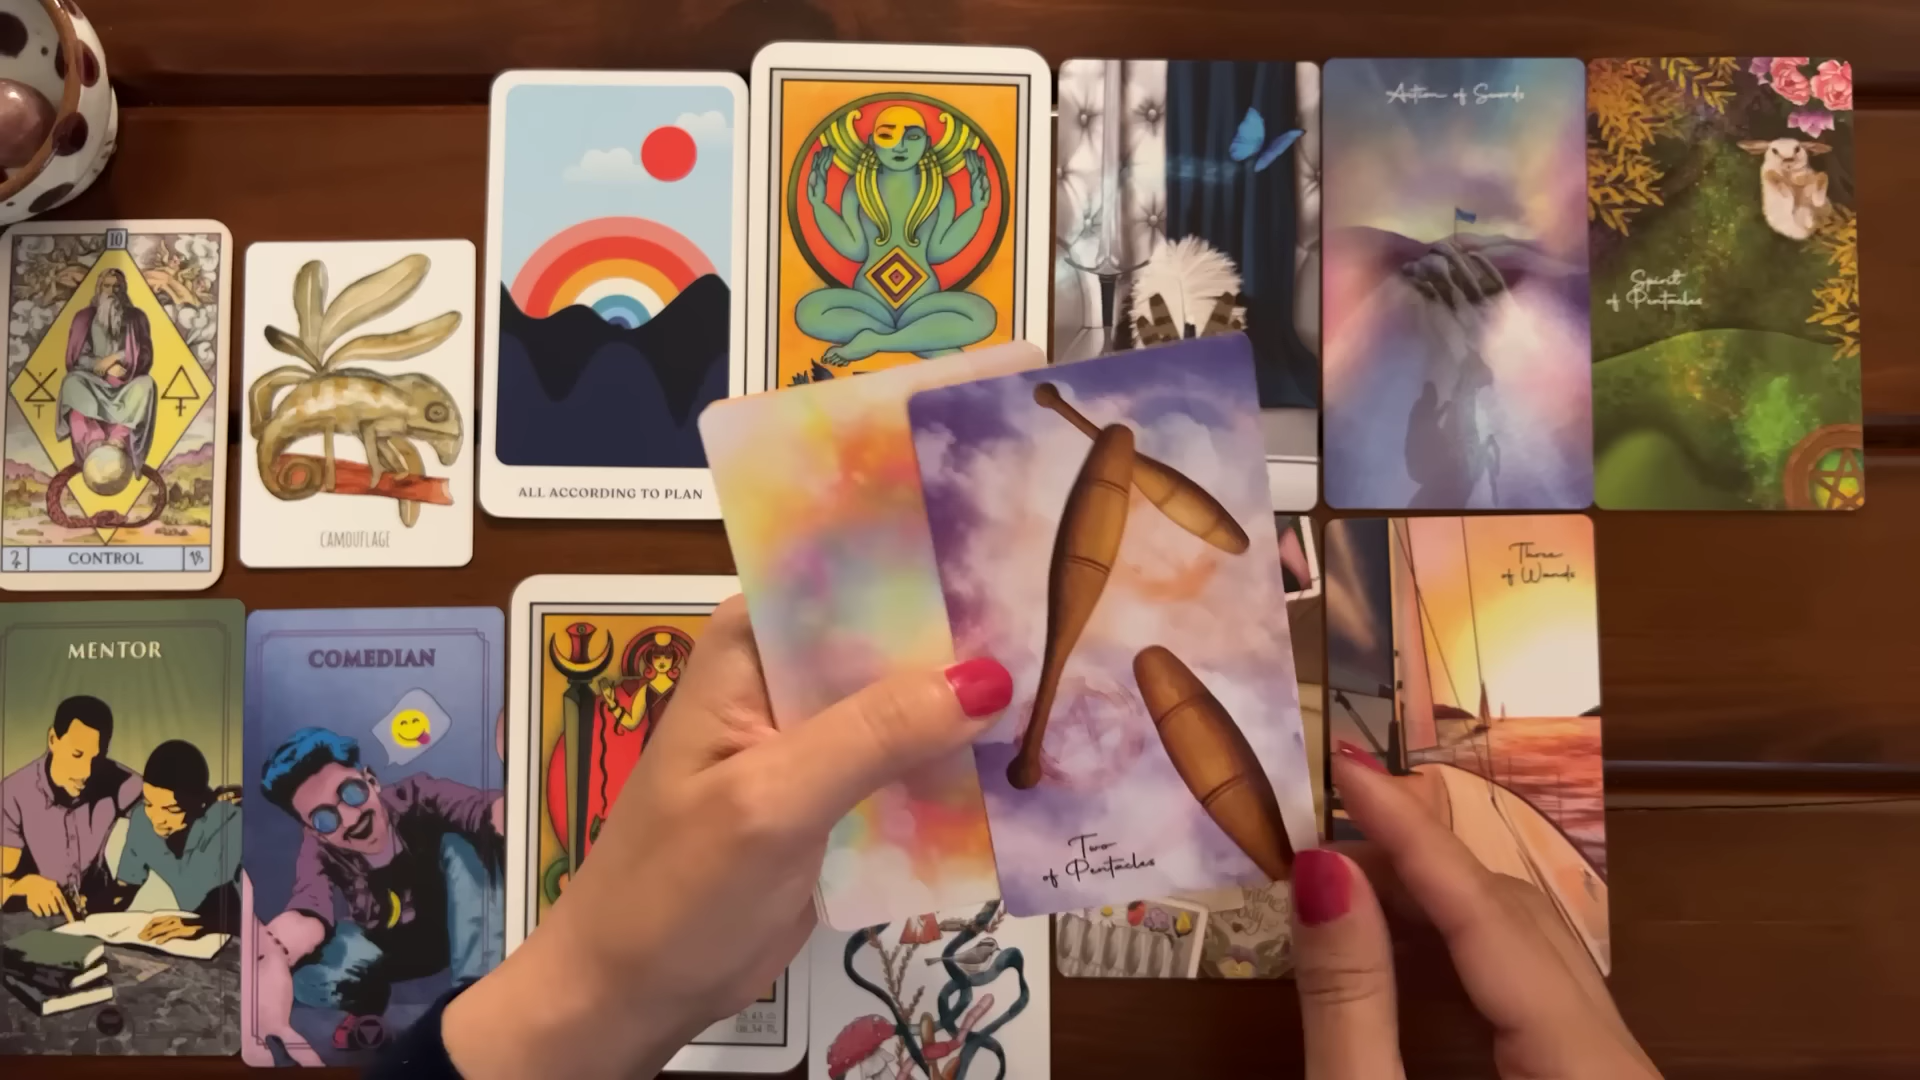 10
CONTROL
CAMOUFLAGE
ALL ACCORDING TO PLAN
Action of Swords
Spirit
of Pentacles
MENTOR
COMEDIAN
Three
of Wands
Two
of Pentacles